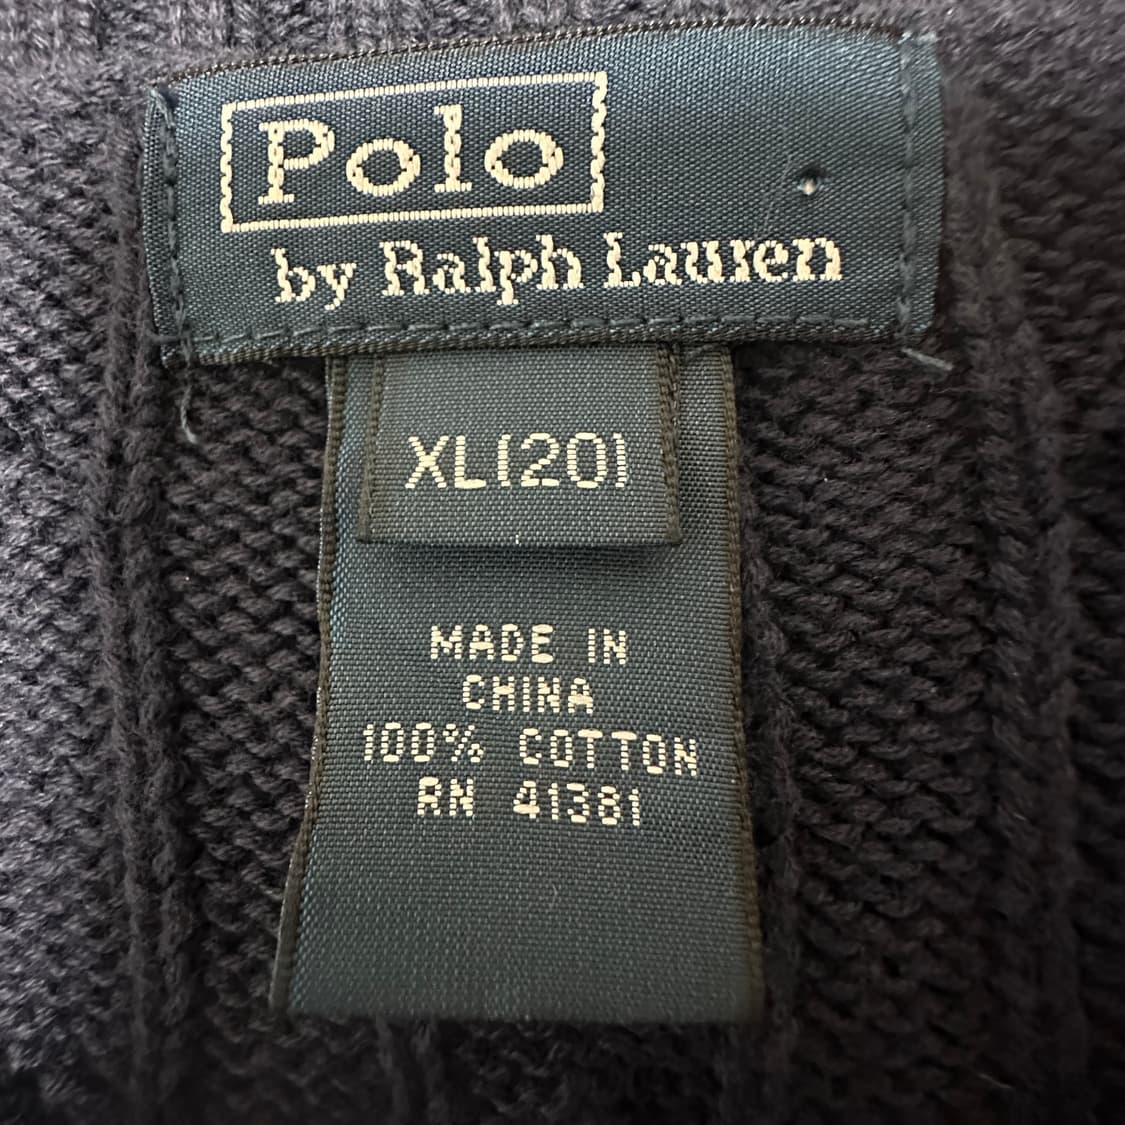 Polo
by Ralph Lauren
XL(20)
MADE IN
CHINA
100% COTTON
RN 41381